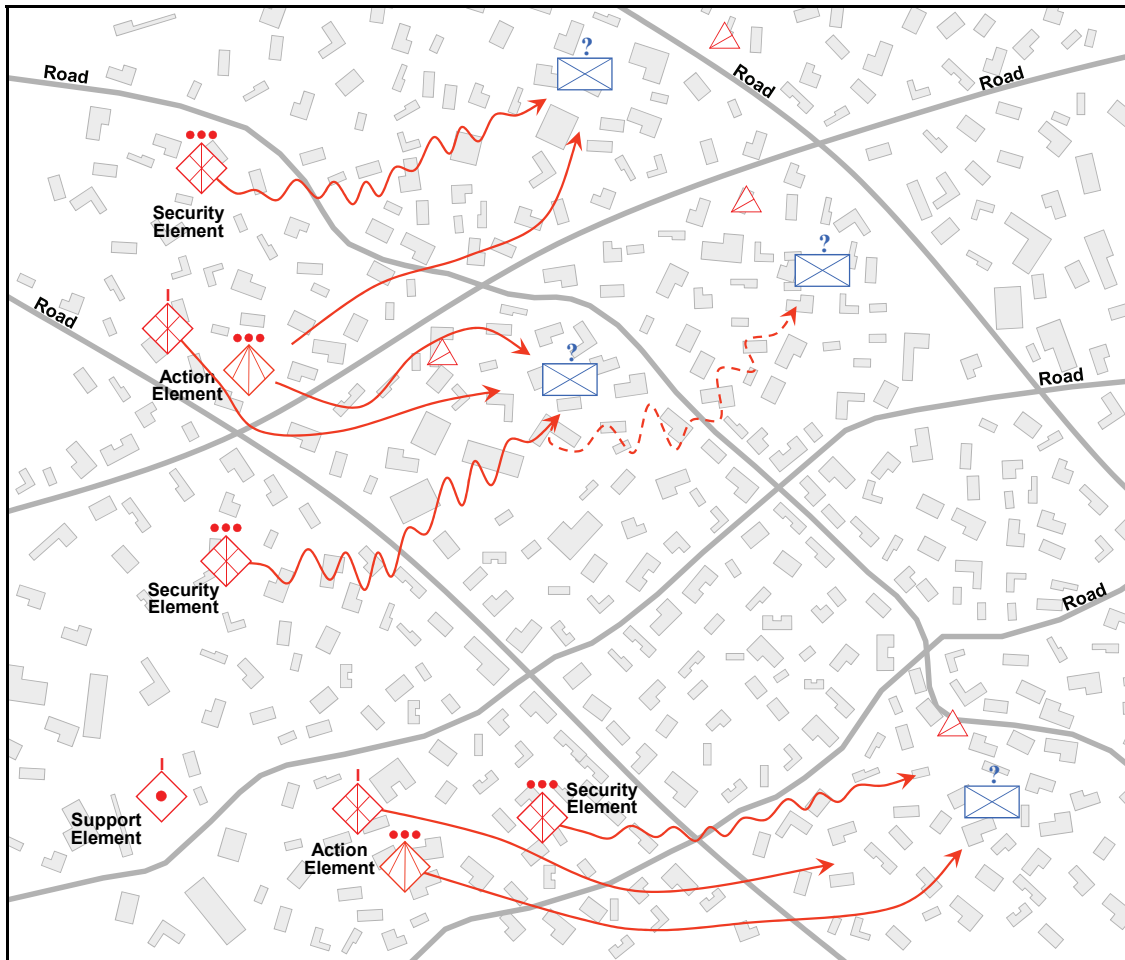 ?
Road
Road
Road
Security
Element
?
Road
Action
Element
?
Road
Security
Element
Road
Support
Element
Action
Element
Security
Element
?